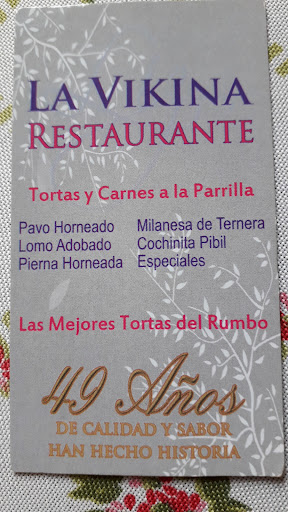 LA VIKINA
RESTAURANTE
Tortas y Carnes a la Parrilla
Pavo Horneado Milanesa de Ternera
Lomo Adobado Cochinita Pibil
Pierna Horneada Especiales
Las Mejores Tortas del Rumbo
49 Años
DE CALIDAD Y SABOR
HAN HECHO HISTORIA